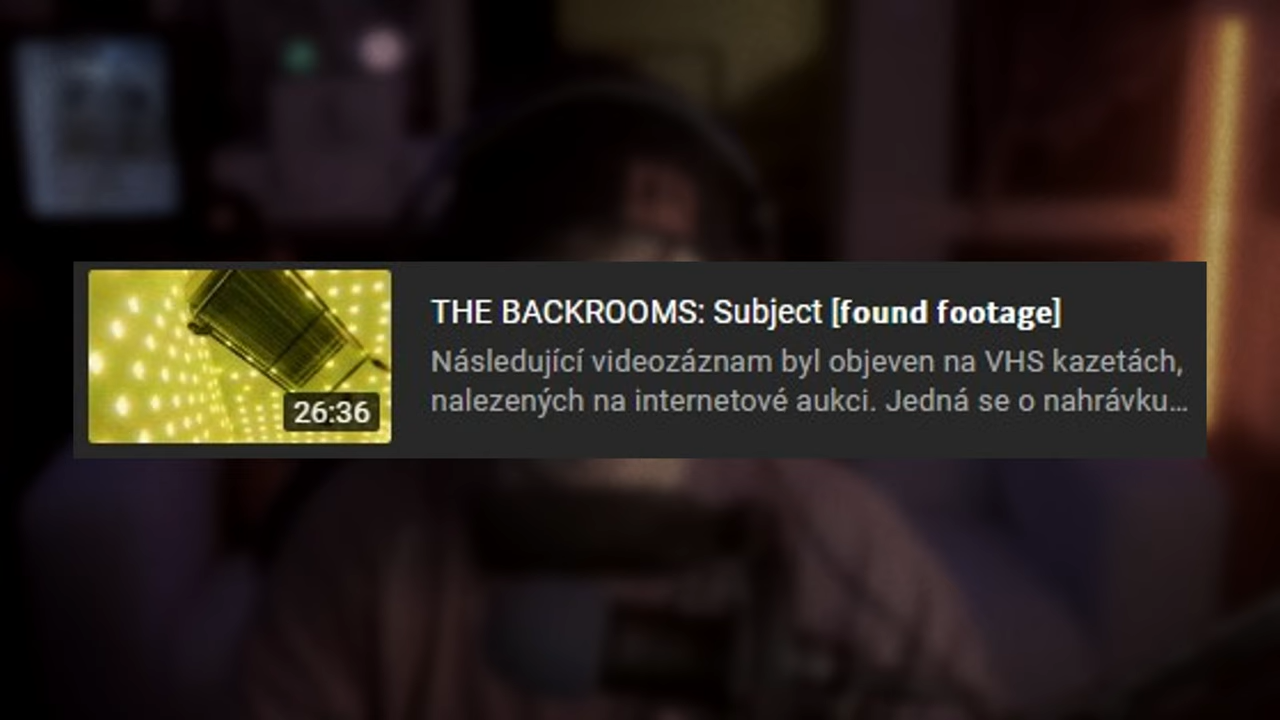 THE BACKROOMS: Subject [found footage]
Následující videozáznam byl objeven na VHS kazetách,
nalezených na internetové aukci. Jedná se o nahrávku...
26:36